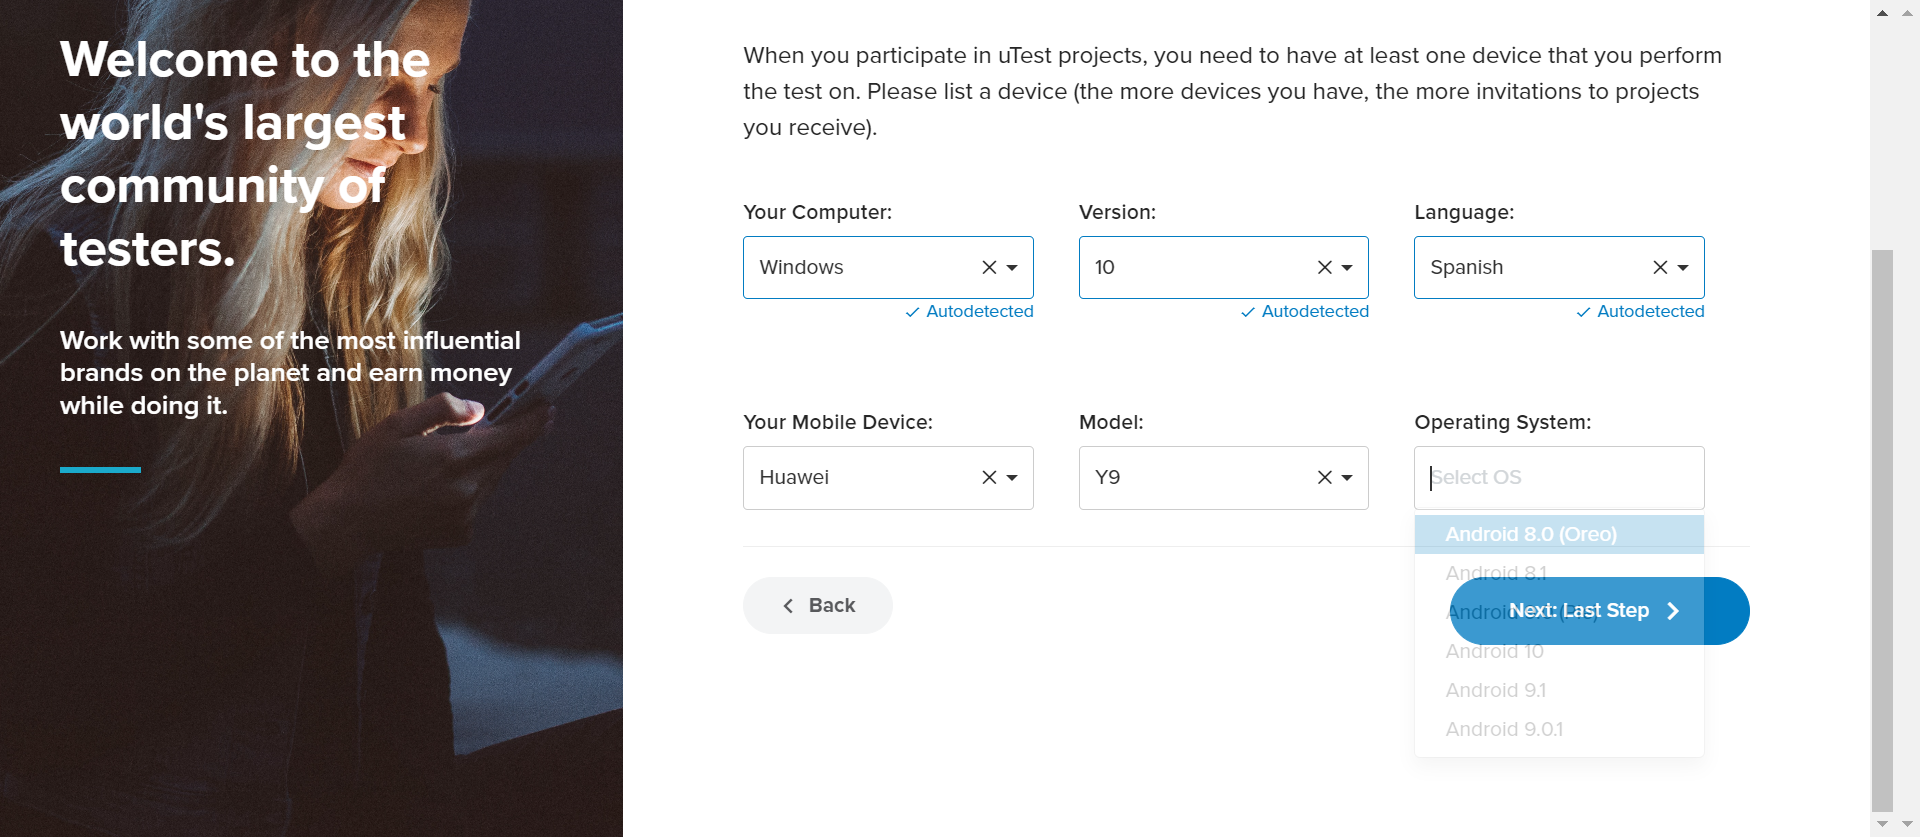 Welcome to the
world's largest
community of
testers.
Work with some of the most influential
brands on the planet and earn money
while doing it.
When you participate in uTest projects, you need to have at least one device that you perform
the test on. Please list a device (the more devices you have, the more invitations to projects
you receive).
Your Computer: Version: Language:
Windows 10 Spanish
Autodetected Autodetected Autodetected
Your Mobile Device: Model: Operating System:
Huawei Y9 Select OS
Android 8.0 (Oreo)
Android 8.1
Back Next: Last Step
Android 10
Android 9.1
Android 9.0.1